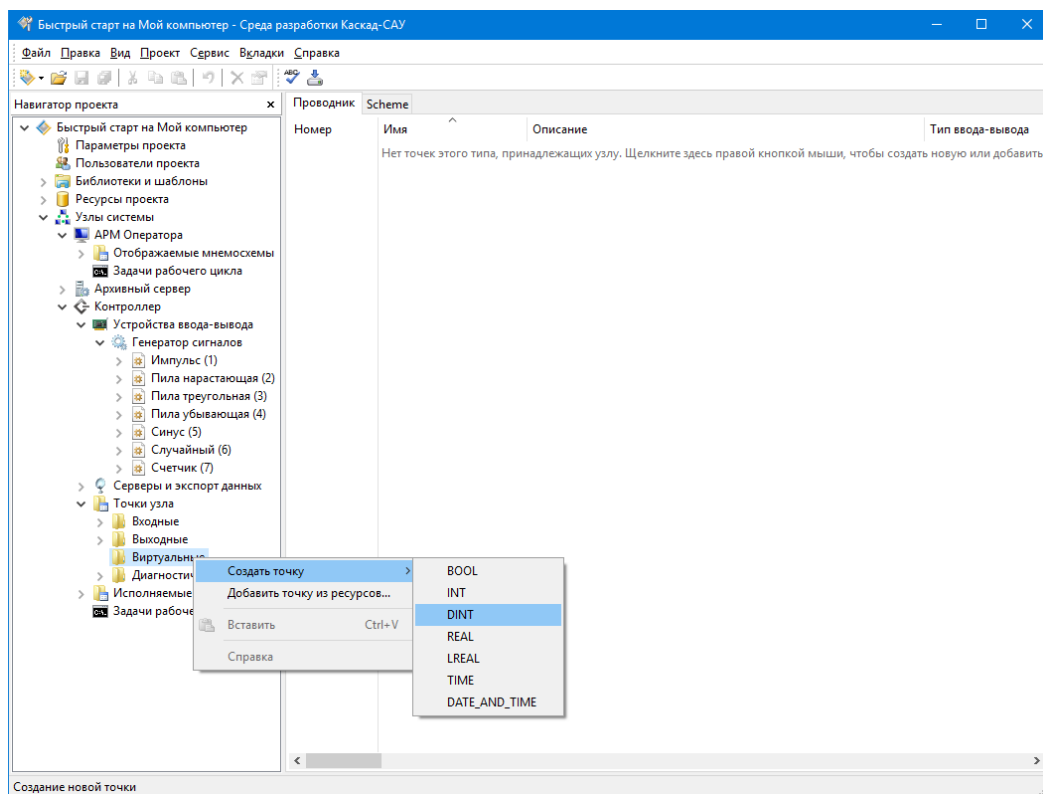 Быстрый старт на Мой компьютер - Среда разработки Каскад-САУ
Файл Правка Вид Проект Сервис Вкладки Справка
ABC
Навигатор проекта
Быстрый старт на Мой компьютер
Параметры проекта
Пользователи проекта
Библиотеки и шаблоны
Ресурсы проекта
Узлы системы
АРМ Оператора
Отображаемые мнемосхемы
Задачи рабочего цикла
Архивный сервер
Контроллер
Устройства ввода-вывода
Генератор сигналов
Импульс (1)
Пила нарастающая (2)
Пила треугольная (3)
Пила убывающая (4)
Синус (5)
Случайный (6)
Счетчик (7)
Серверы и экспорт данных
Точки узла
Входные
Выходные
Виртуальные
Диагностич
Исполняемые
Задачи рабоче
Проводник Scheme
Номер Имя Описание Тип ввода-вывода
Нет точек этого типа, принадлежащих узлу. Щелкните здесь правой кнопкой мыши, чтобы создать новую или добавить
Создать точку
Добавить точку из ресурсов...
Вставить Ctrl+V
Справка
BOOL
INT
DINT
REAL
LREAL
TIME
DATE_AND_TIME
Создание новой точки